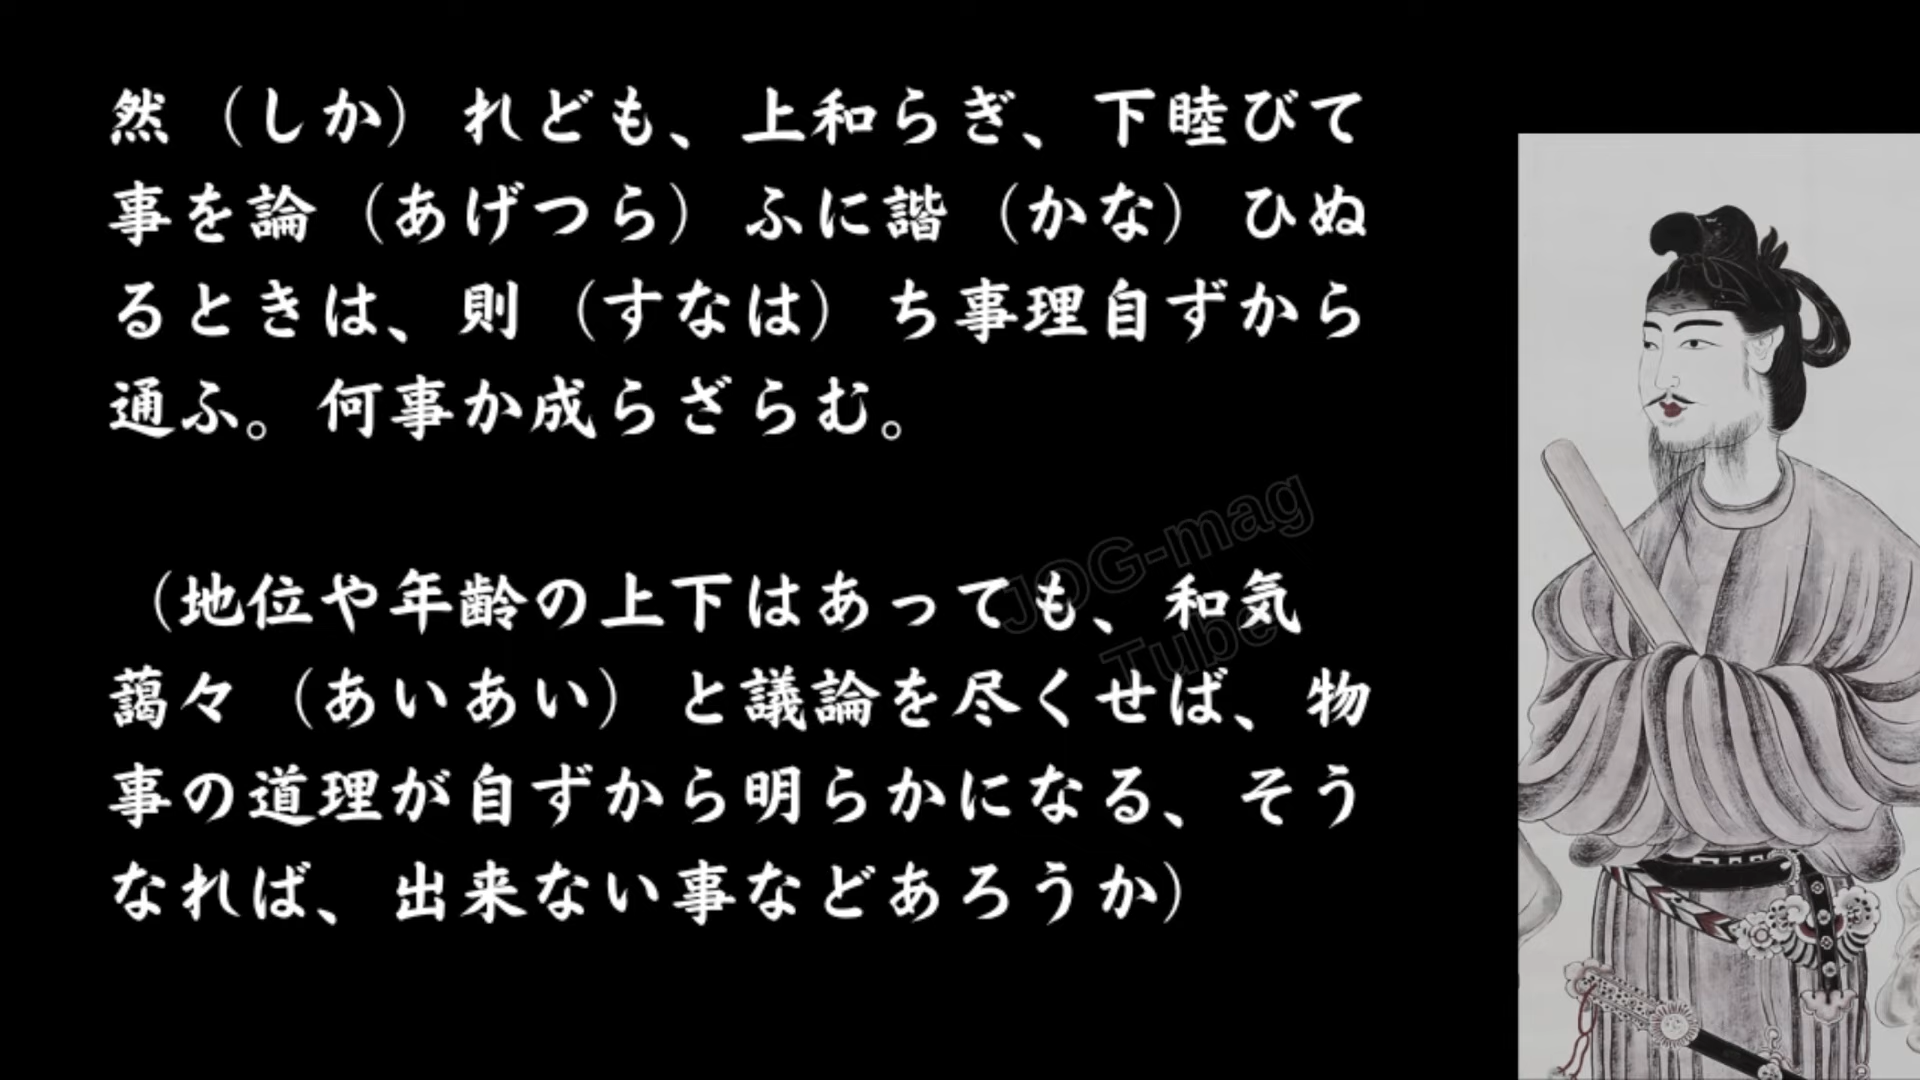 然（しか）れども、上和らぎ、下睦びて
事を論（あげつら）ふに諧（かな）ひぬ
るときは、則（すなは）ち事理自ずから
通ふ。何事か成らざらむ。
（地位や年齢の上下はあっても、和気
藹々（あいあい）と議論を尽くせば、物
事の道理が自ずから明らかになる、そう
なれば、出来ない事などあろうか）
JOG-mag
Tube